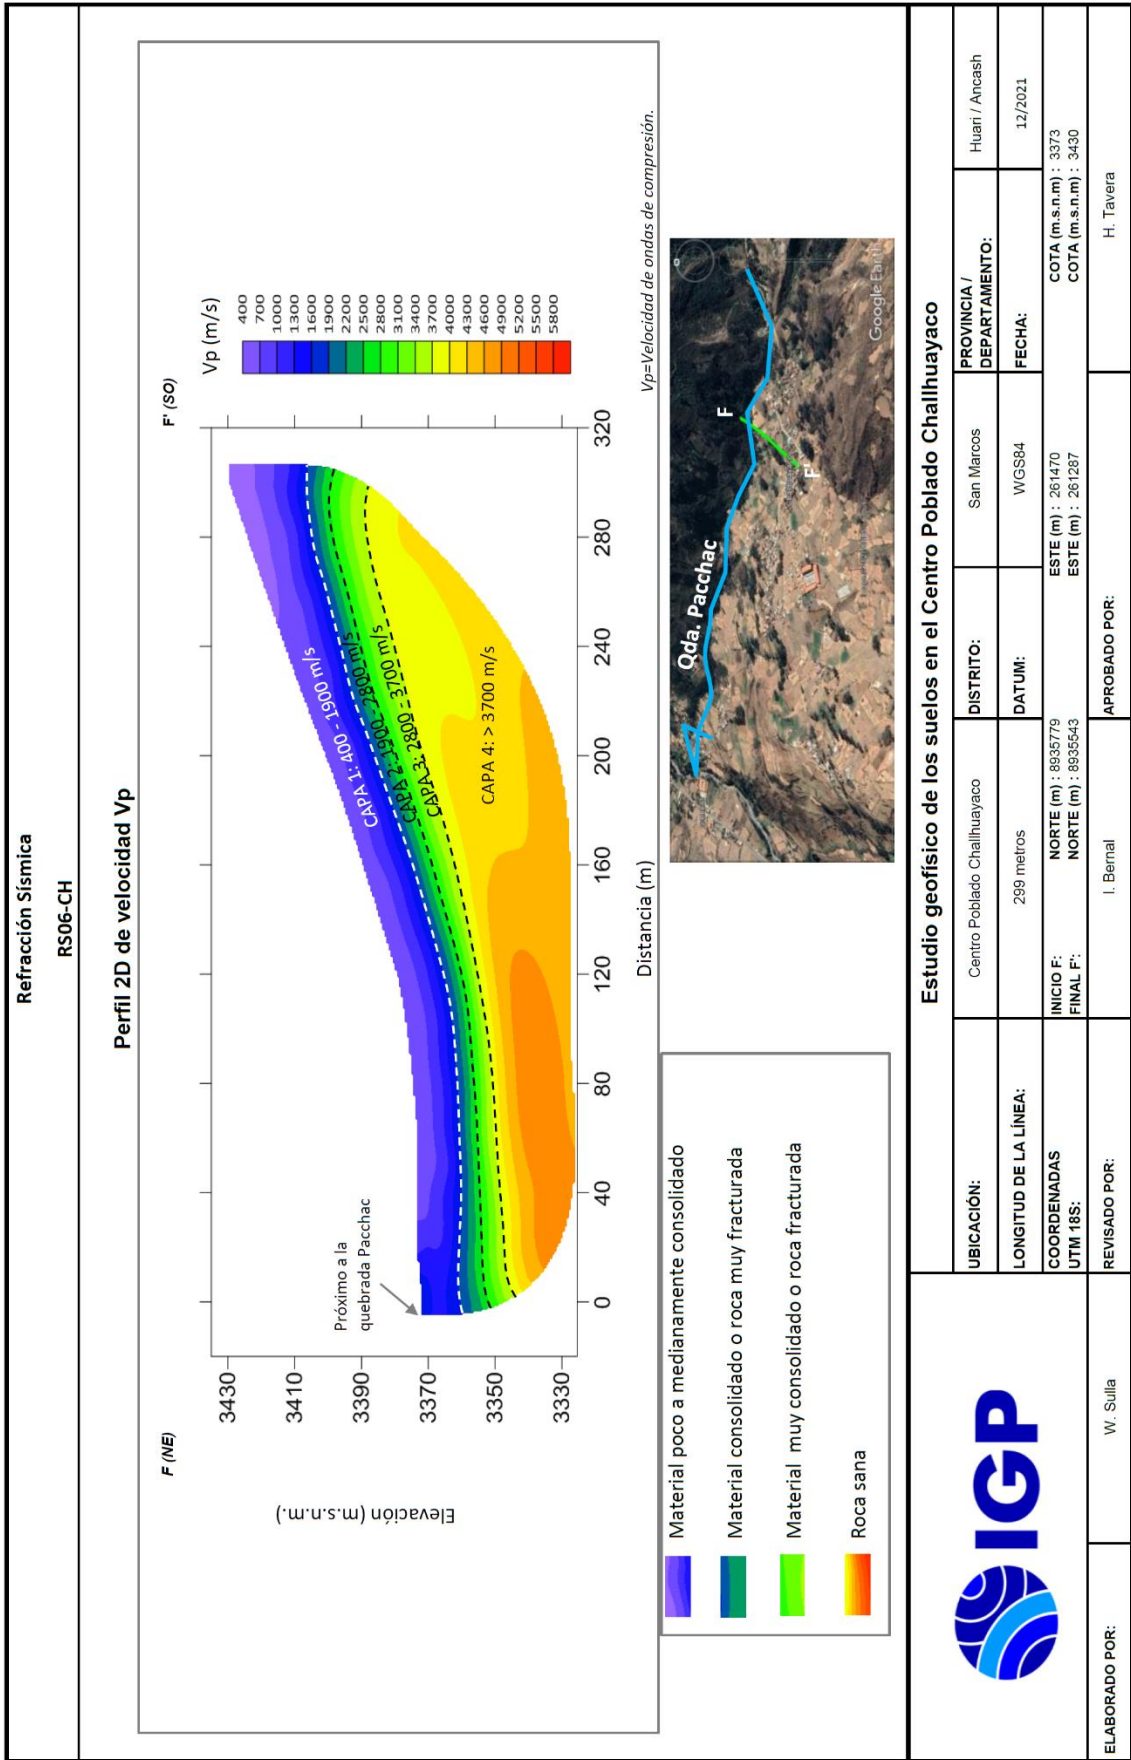 Refracción Sísmica
RS06-CH
Perfil 2D de velocidad Vp
F (NE)
F' (SO)
Elevación (m.s.n.m.)
3430
3410
3390
3370
3350
3330
Próximo a la
quebrada Pacchac
CAPA 1: 400 - 1900 m/s
CAPA 2: 1900 - 2800 m/s
CAPA 3: 2800 - 3700 m/s
CAPA 4: > 3700 m/s
0
40
80
120
160
200
240
280
320
Distancia (m)
Vp (m/s)
400
700
1000
1300
1600
1900
2200
2500
2800
3100
3400
3700
4000
4300
4600
4900
5200
5500
5800
Vp=Velocidad de ondas de compresión.
Material poco a medianamente consolidado
Material consolidado o roca muy fracturada
Material muy consolidado o roca fracturada
Roca sana
Qda. Pacchac
F
F'
Google Earth
IGP
Estudio geofísico de los suelos en el Centro Poblado Challhuayaco
UBICACIÓN: Centro Poblado Challhuayaco DISTRITO: San Marcos PROVINCIA / DEPARTAMENTO: Huari / Ancash
LONGITUD DE LA LÍNEA: 299 metros DATUM: WGS84 FECHA: 12/2021
COORDENADAS UTM 18S:
INICIO F: NORTE (m) : 8935779 ESTE (m) : 261470 COTA (m.s.n.m) : 3373
FINAL F': NORTE (m) : 8935543 ESTE (m) : 261287 COTA (m.s.n.m) : 3430
ELABORADO POR: W. Sulla REVISADO POR: I. Bernal APROBADO POR: H. Tavera